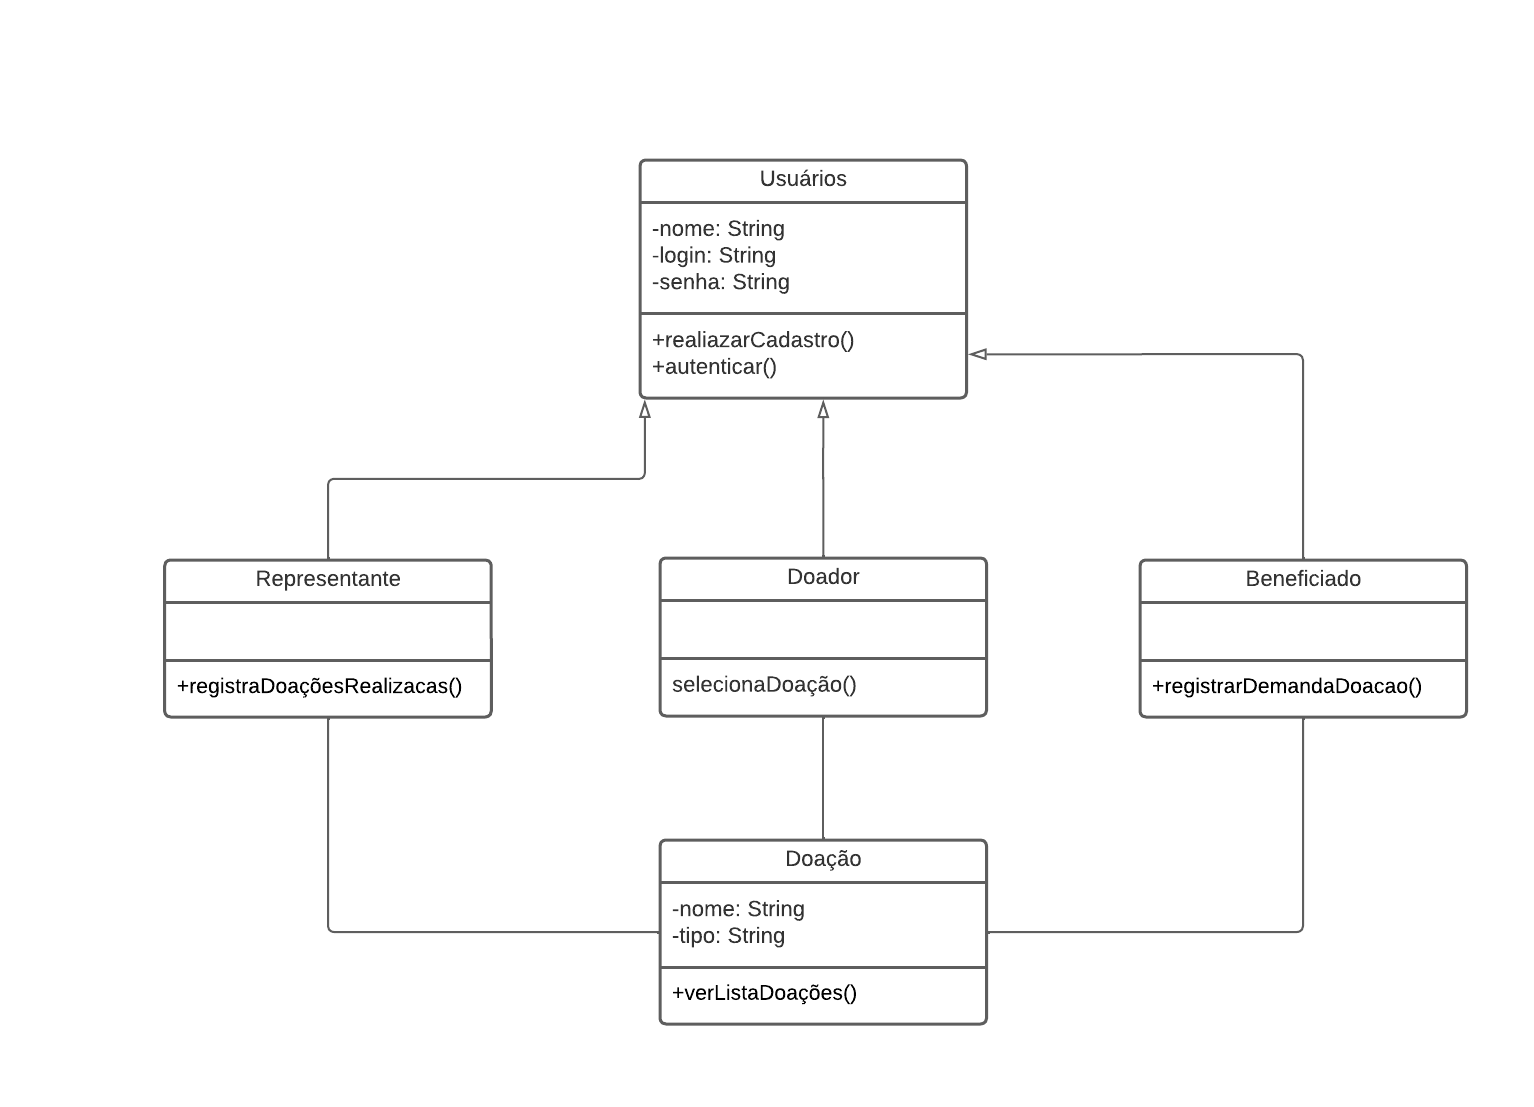 Usuários
-nome: String
-login: String
-senha: String
+realiazarCadastro()
+autenticar()
Representante
+registraDoaçõesRealizacas()
Doador
selecionaDoação()
Beneficiado
+registrarDemandaDoacao()
Doação
-nome: String
-tipo: String
+verListaDoações()